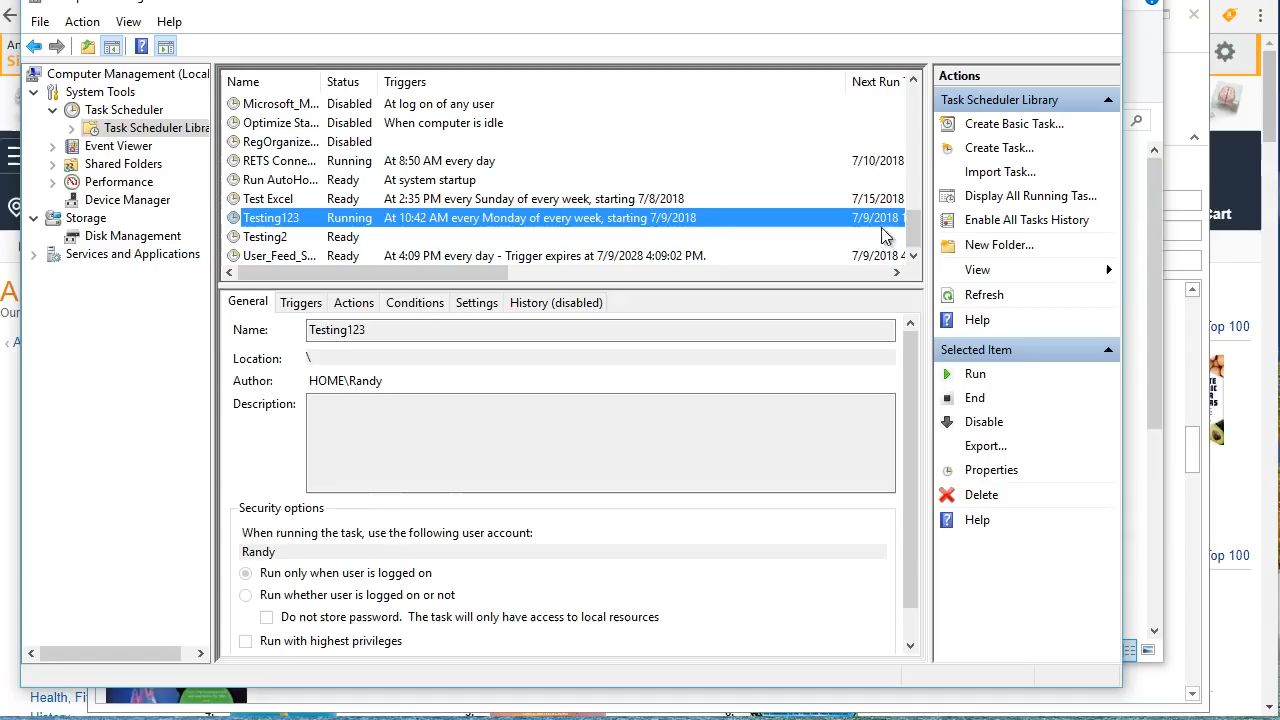 File Action View Help
Computer Management (Local
System Tools
Task Scheduler
Task Scheduler Libra
Event Viewer
Shared Folders
Performance
Device Manager
Storage
Disk Management
Services and Applications
Name Status Triggers Next Run T
Microsoft_M... Disabled At log on of any user
Optimize Sta... Disabled When computer is idle
RegOrganize... Disabled
RETS Conne... Running At 8:50 AM every day 7/10/2018
Run AutoHo... Ready At system startup
Test Excel Ready At 2:35 PM every Sunday of every week, starting 7/8/2018 7/15/2018
Testing123 Running At 10:42 AM every Monday of every week, starting 7/9/2018 7/9/2018 1
Testing2 Ready
User_Feed_S... Ready At 4:09 PM every day - Trigger expires at 7/9/2028 4:09:02 PM. 7/9/2018 4
General Triggers Actions Conditions Settings History (disabled)
Name: Testing123
Location: \
Author: HOME\Randy
Description:
Security options
When running the task, use the following user account:
Randy
Run only when user is logged on
Run whether user is logged on or not
Do not store password. The task will only have access to local resources
Run with highest privileges
Actions
Task Scheduler Library
Create Basic Task...
Create Task...
Import Task...
Display All Running Tas...
Enable All Tasks History
New Folder...
View
Refresh
Help
Selected Item
Run
End
Disable
Export...
Properties
Delete
Help
Cart
Top 100
Top 100
Am
Si
A
Our
‹ A
Health, Fit